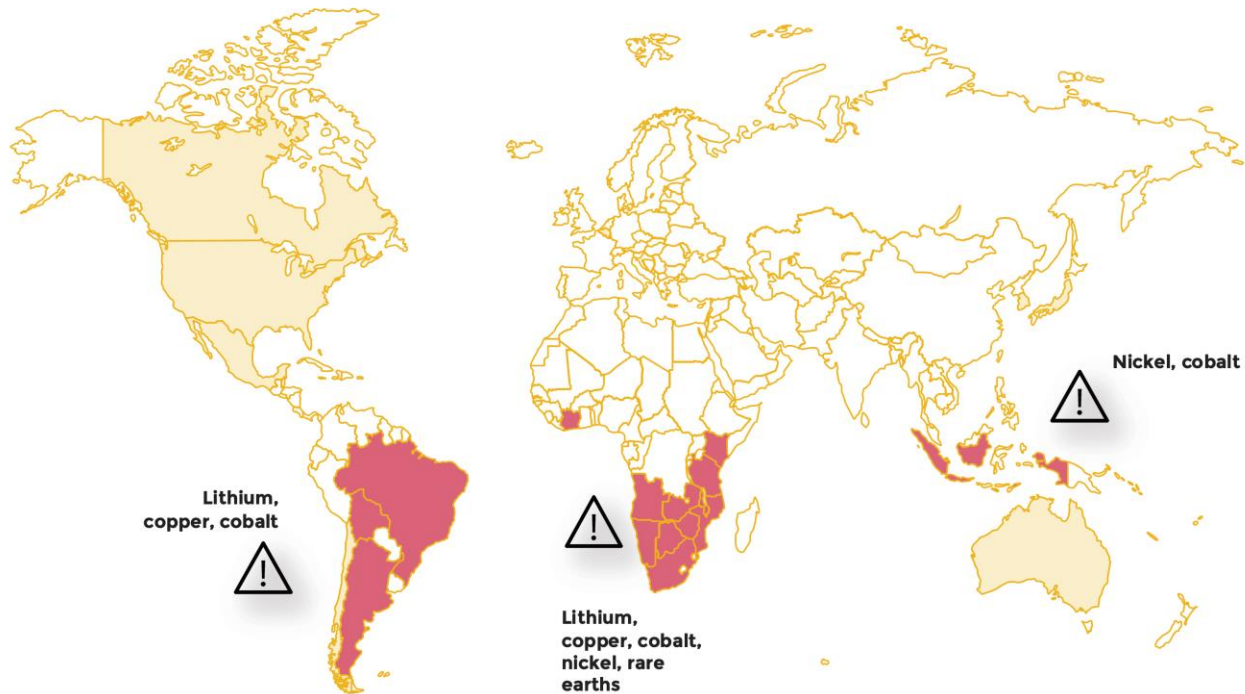 Nickel, cobalt
!
Lithium,
copper, cobalt
!
!
Lithium,
copper, cobalt,
nickel, rare
earths